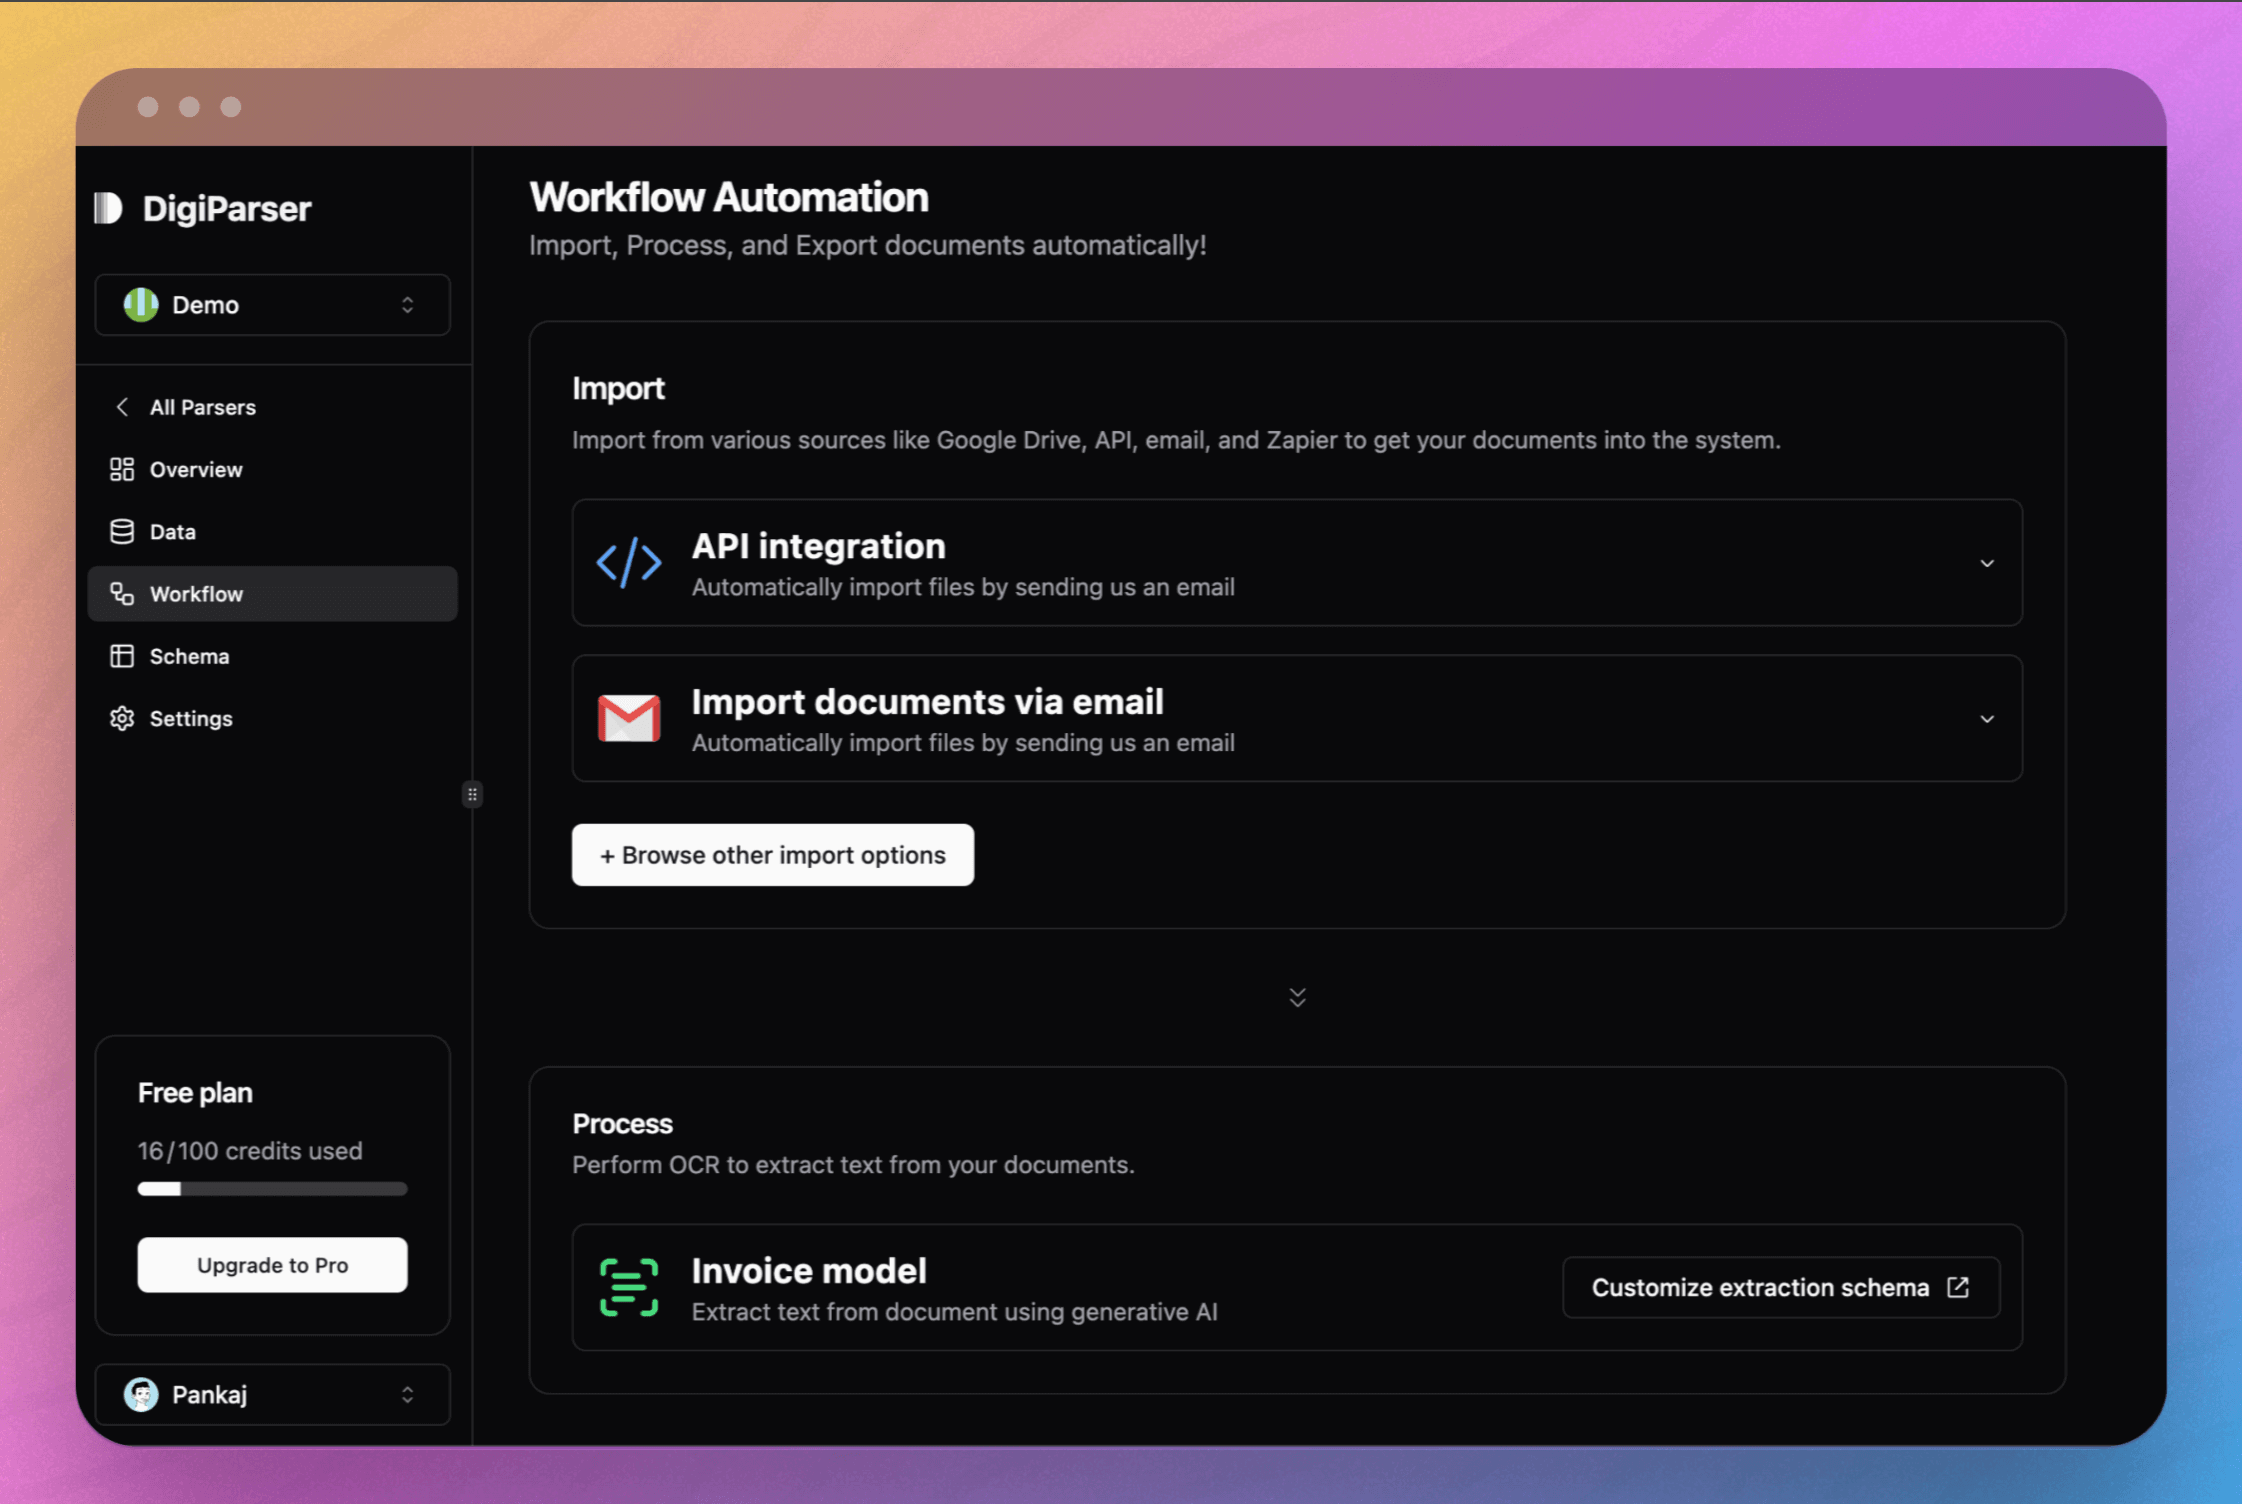 DigiParser
Demo
All Parsers
Overview
Data
Workflow
Schema
Settings
Free plan
16/100 credits used
Upgrade to Pro
Pankaj
Workflow Automation
Import, Process, and Export documents automatically!
Import
Import from various sources like Google Drive, API, email, and Zapier to get your documents into the system.
API integration
Automatically import files by sending us an email
Import documents via email
Automatically import files by sending us an email
+ Browse other import options
Process
Perform OCR to extract text from your documents.
Invoice model
Extract text from document using generative AI
Customize extraction schema